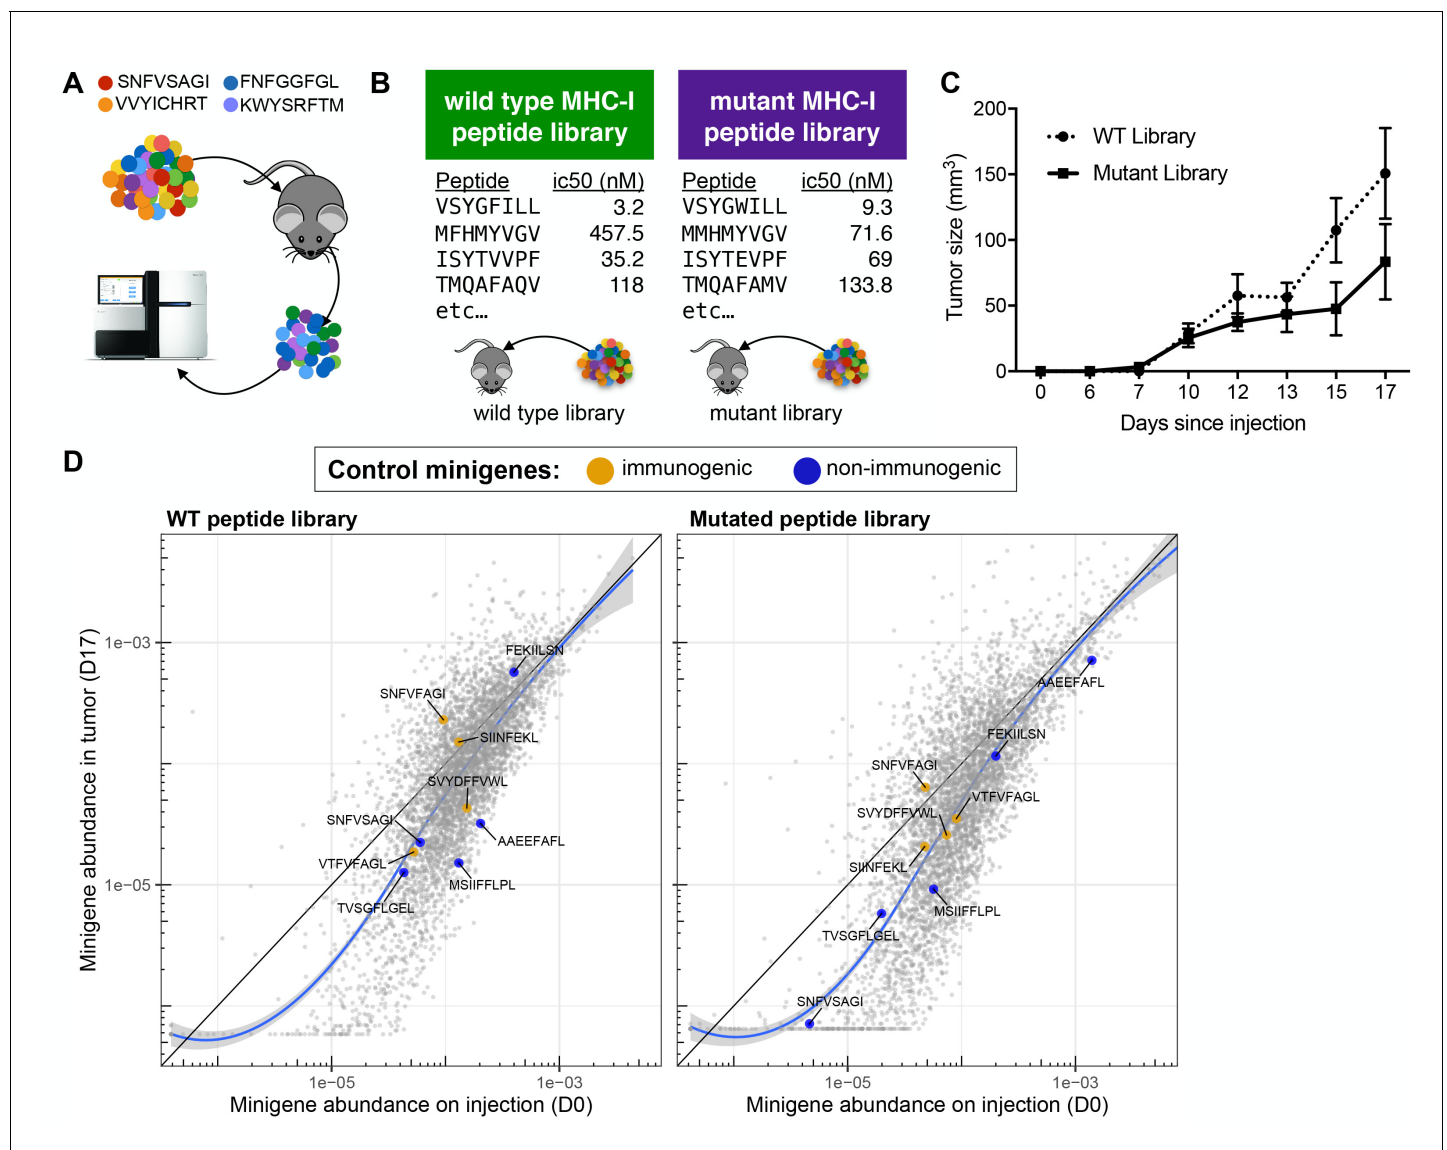 A
SNFVSAGI
FNFGGFGL
VVYICHRT
KWYSRFTM
B
wild type MHC-I
peptide library
Peptide ic50 (nM)
VSYGFILL 3.2
MFHMYVGV 457.5
ISYTVVPF 35.2
TMQAFAQV 118
etc...
wild type library
mutant MHC-I
peptide library
Peptide ic50 (nM)
VSYGWILL 9.3
MMHMYVGV 71.6
ISYTEVPF 69
TMQAFAMV 133.8
etc...
mutant library
C
WT Library
Mutant Library
Tumor size (mm³)
200
150
100
50
0
0 6 7 10 12 13 15 17
Days since injection
D
Control minigenes: immunogenic non-immunogenic
WT peptide library
Minigene abundance in tumor (D17)
1e−03
1e−05
FEKIILSN
SNFVFAGI
SIINFEKL
SVYDFFVWL
SNFVSAGI
AAEEFAFL
VTFVFAGL
MSIIFFLPL
TVSGFLGEL
1e−05 1e−03
Minigene abundance on injection (D0)
Mutated peptide library
AAEEFAFL
FEKIILSN
SNFVFAGI
VTFVFAGL
SVYDFFVWL
SIINFEKL
MSIIFFLPL
TVSGFLGEL
SNFVSAGI
1e−05 1e−03
Minigene abundance on injection (D0)